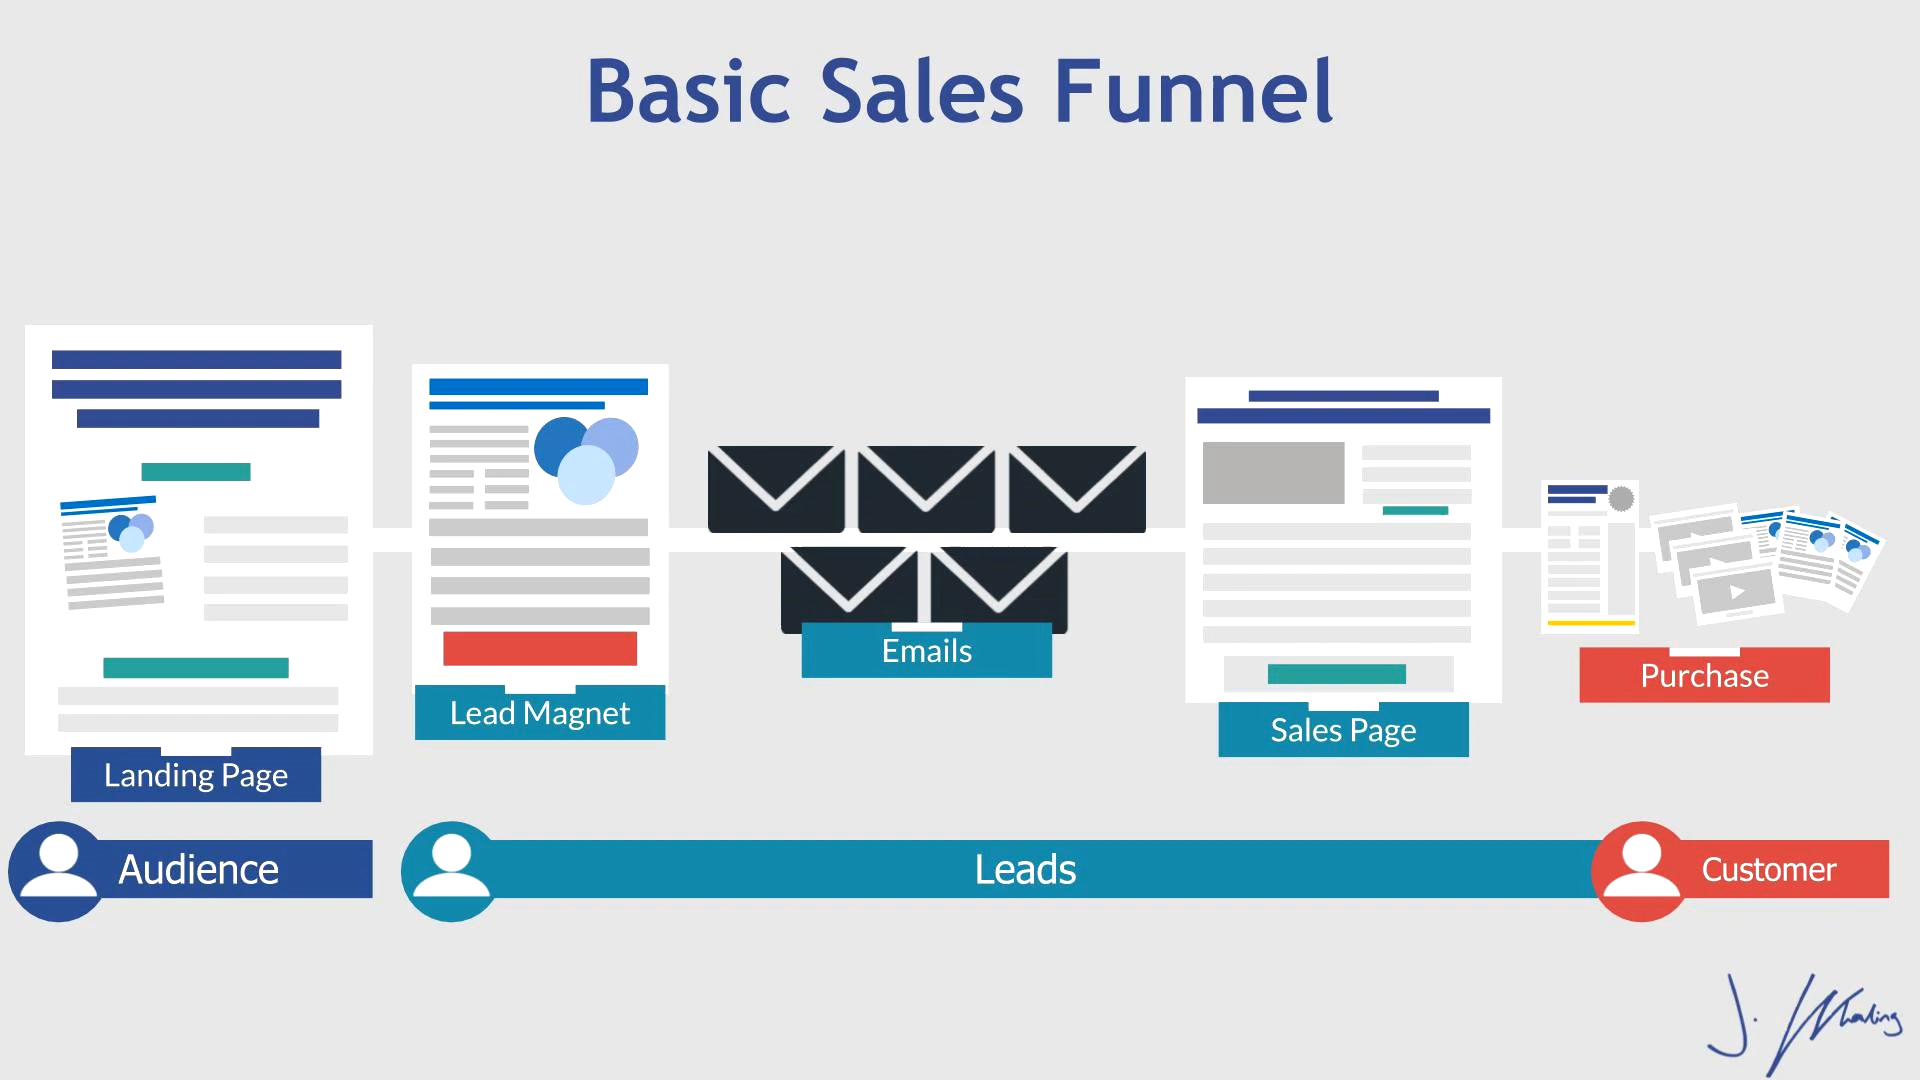 Basic Sales Funnel
Landing Page
Lead Magnet
Emails
Sales Page
Purchase
Audience
Leads
Customer
J.